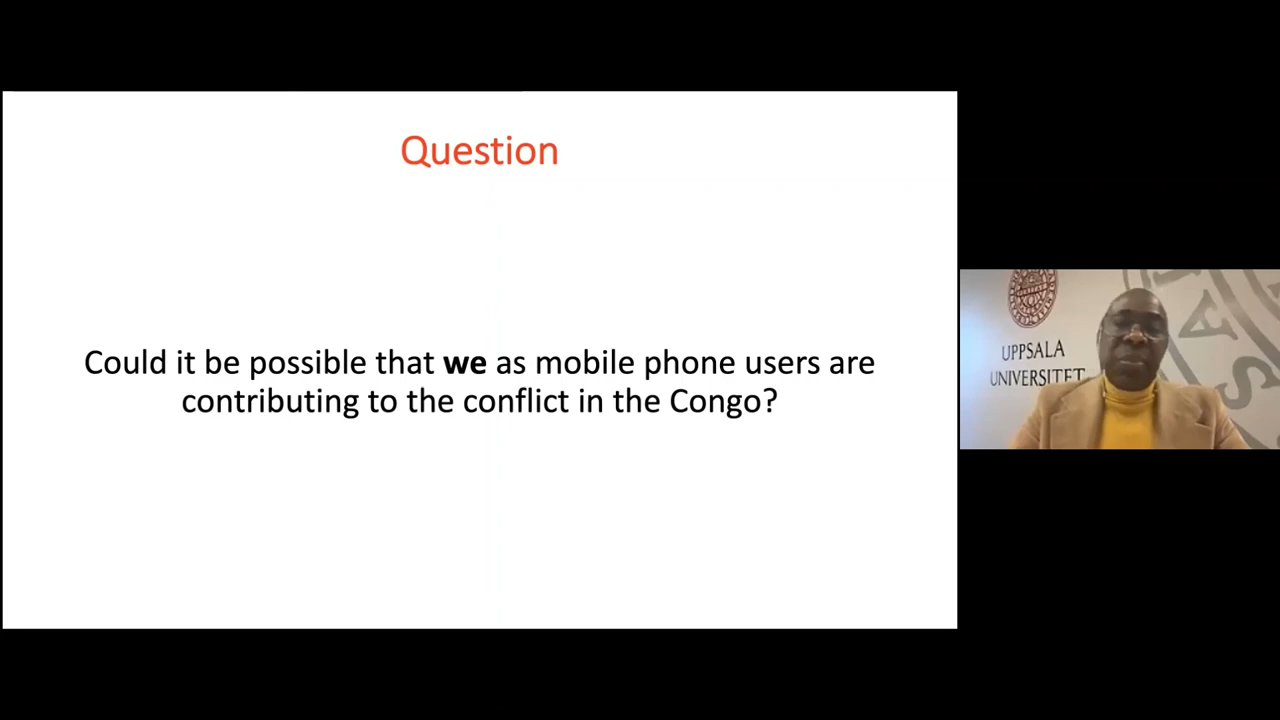 Question
Could it be possible that we as mobile phone users are
contributing to the conflict in the Congo?
UPPSALA
UNIVERSITET